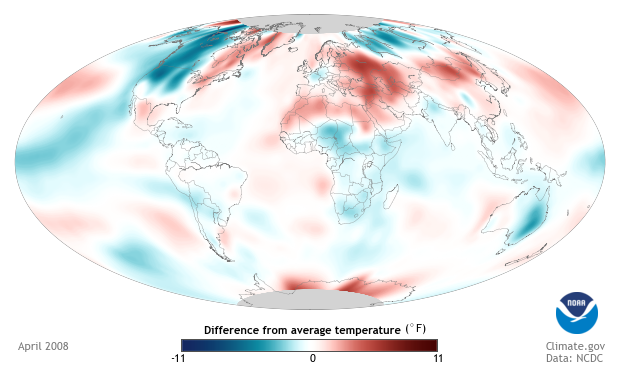 NOAA
Difference from average temperature (°F)
April 2008
-11 0 11
Climate.gov
Data: NCDC